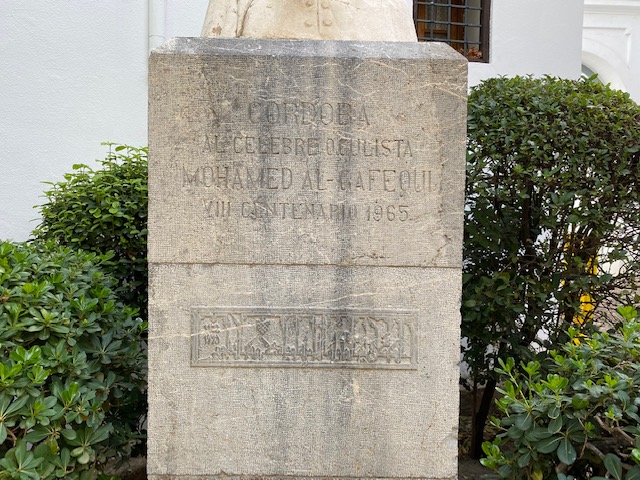 CORDOBA
AL CELEBRE OCULISTA
MOHAMED AL-GAFEQUI
VIII CENTENARIO 1965